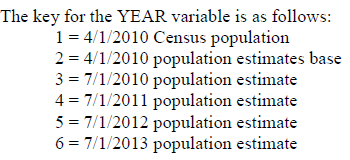 The key for the YEAR variable is as follows:
1 = 4/1/2010 Census population
2 = 4/1/2010 population estimates base
3 = 7/1/2010 population estimate
4 = 7/1/2011 population estimate
5 = 7/1/2012 population estimate
6 = 7/1/2013 population estimate